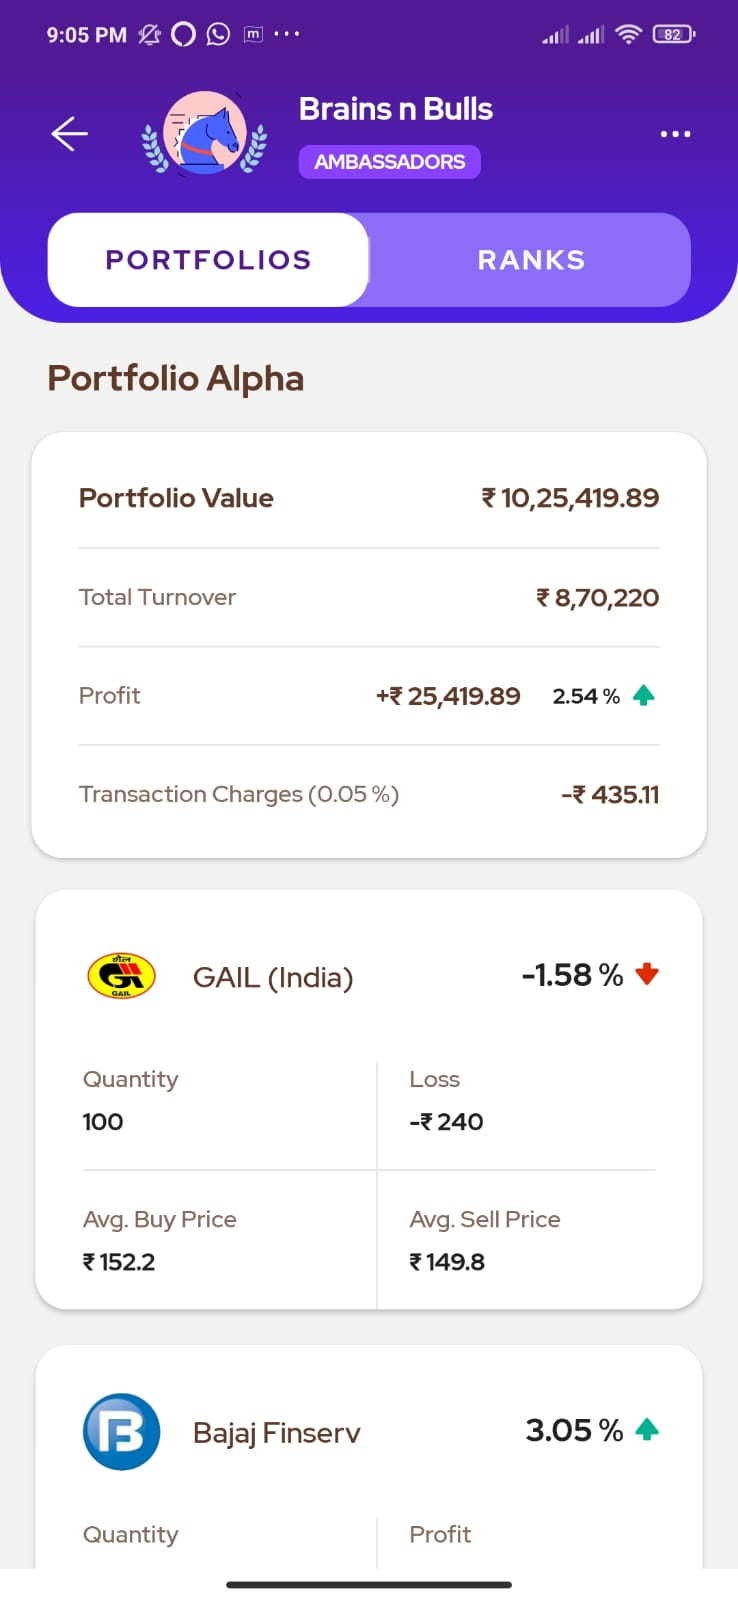 9:05 PM
82
Brains n Bulls
AMBASSADORS
PORTFOLIOS RANKS
Portfolio Alpha
Portfolio Value ₹ 10,25,419.89
Total Turnover ₹ 8,70,220
Profit +₹ 25,419.89 2.54 %
Transaction Charges (0.05 %) -₹ 435.11
गेल
GAIL
GAIL (India) -1.58 %
Quantity Loss
100 -₹ 240
Avg. Buy Price Avg. Sell Price
₹ 152.2 ₹ 149.8
B
Bajaj Finserv 3.05 %
Quantity Profit